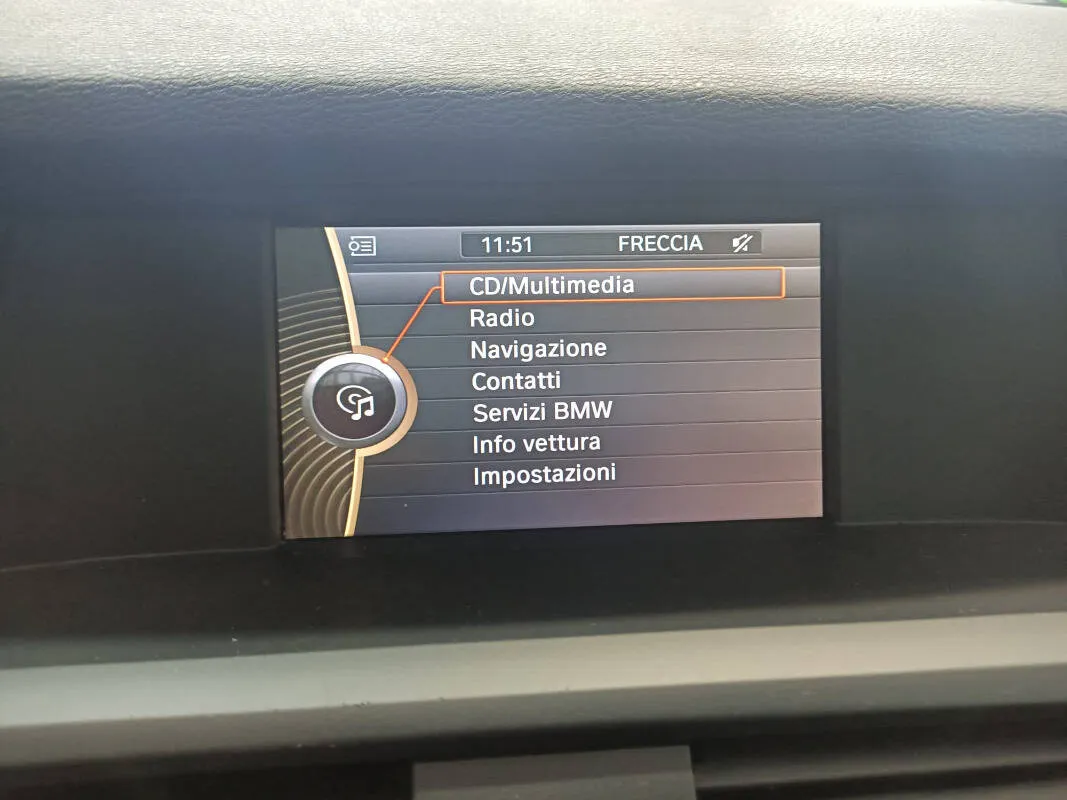 11:51 FRECCIA
CD/Multimedia
Radio
Navigazione
Contatti
Servizi BMW
Info vettura
Impostazioni